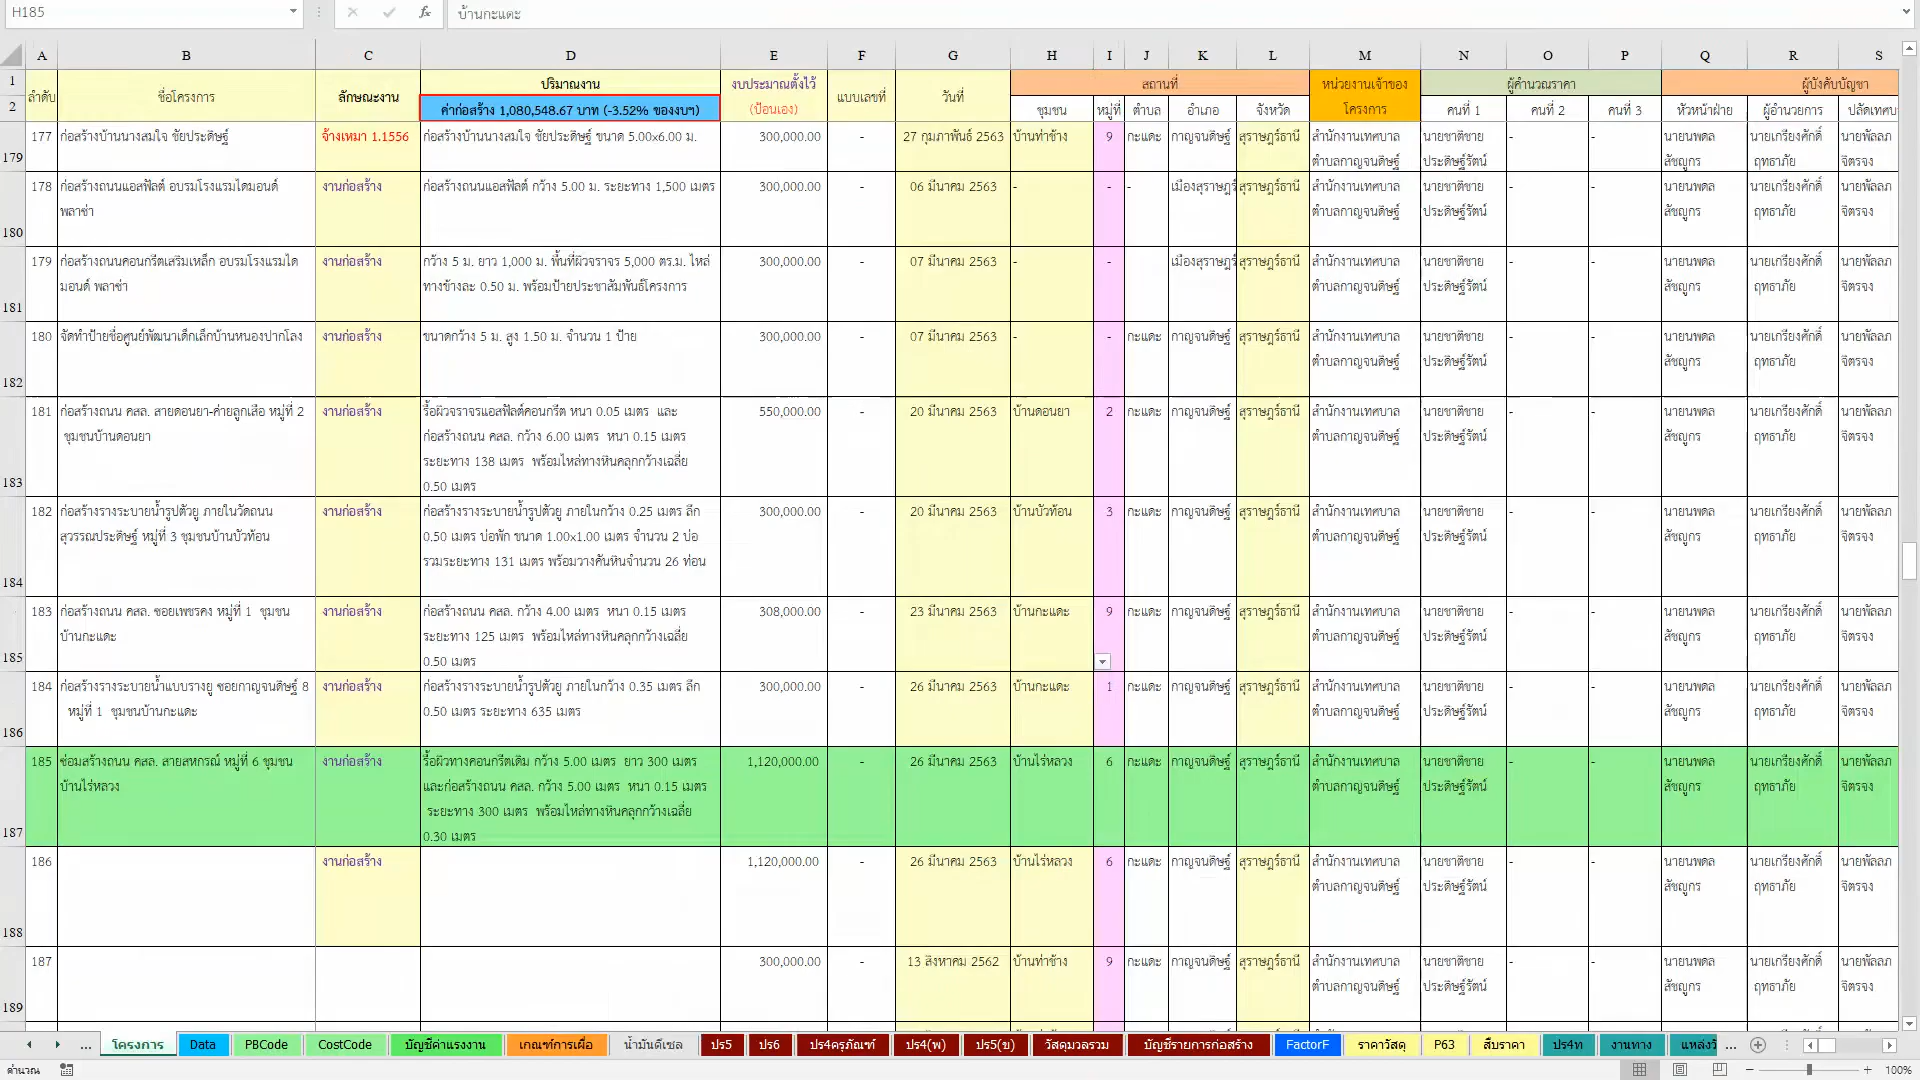 H185 fx บ้านกะแดะ
A B C D E F G H I J K L M N O P Q R S
1 ลำดับ ชื่อโครงการ ลักษณะงาน ปริมาณงาน งบประมาณตั้งไว้ แบบเลขที่ วันที่ สถานที่ หน่วยงานเจ้าของ ผู้คำนวณราคา ผู้บังคับบัญชา
2 ค่าก่อสร้าง 1,080,548.67 บาท (-3.52% ของงบฯ) (ป้อนเอง) ชุมชน หมู่ที่ ตำบล อำเภอ จังหวัด โครงการ คนที่ 1 คนที่ 2 คนที่ 3 หัวหน้าฝ่าย ผู้อำนวยการ ปลัดเทศบ
177 ก่อสร้างบ้านนางสมใจ ชัยประดิษฐ์ จ้างเหมา 1.1556 ก่อสร้างบ้านนางสมใจ ชัยประดิษฐ์ ขนาด 5.00x6.00 ม. 300,000.00 - 27 กุมภาพันธ์ 2563 บ้านท่าช้าง 9 กะแดะ กาญจนดิษฐ์ สุราษฎร์ธานี สำนักงานเทศบาล นายชาติชาย - - นายนพดล นายเกรียงศักดิ์ นายพัลลภ
179 ตำบลกาญจนดิษฐ์ ประดิษฐ์รัตน์ สัชญกร ฤทธาภัย จิตรจง
178 ก่อสร้างถนนแอสฟัลต์ อบรมโรงแรมไดมอนด์ งานก่อสร้าง ก่อสร้างถนนแอสฟัลต์ กว้าง 5.00 ม. ระยะทาง 1,500 เมตร 300,000.00 - 06 มีนาคม 2563 - - - เมืองสุราษฎร์ สุราษฎร์ธานี สำนักงานเทศบาล นายชาติชาย - - นายนพดล นายเกรียงศักดิ์ นายพัลลภ
พลาซ่า ตำบลกาญจนดิษฐ์ ประดิษฐ์รัตน์ สัชญกร ฤทธาภัย จิตรจง
180
179 ก่อสร้างถนนคอนกรีตเสริมเหล็ก อบรมโรงแรมได งานก่อสร้าง กว้าง 5 ม. ยาว 1,000 ม. พื้นที่ผิวจราจร 5,000 ตร.ม. ไหล่ 300,000.00 - 07 มีนาคม 2563 - - เมืองสุราษฎร์ สุราษฎร์ธานี สำนักงานเทศบาล นายชาติชาย - - นายนพดล นายเกรียงศักดิ์ นายพัลลภ
มอนด์ พลาซ่า ทางข้างละ 0.50 ม. พร้อมป้ายประชาสัมพันธ์โครงการ ตำบลกาญจนดิษฐ์ ประดิษฐ์รัตน์ สัชญกร ฤทธาภัย จิตรจง
181
180 จัดทำป้ายชื่อศูนย์พัฒนาเด็กเล็กบ้านหนองปากโลง งานก่อสร้าง ขนาดกว้าง 5 ม. สูง 1.50 ม. จำนวน 1 ป้าย 300,000.00 - 07 มีนาคม 2563 - - กะแดะ กาญจนดิษฐ์ สุราษฎร์ธานี สำนักงานเทศบาล นายชาติชาย - - นายนพดล นายเกรียงศักดิ์ นายพัลลภ
ตำบลกาญจนดิษฐ์ ประดิษฐ์รัตน์ สัชญกร ฤทธาภัย จิตรจง
182
181 ก่อสร้างถนน คสล. สายดอนยา-ค่ายลูกเสือ หมู่ที่ 2 งานก่อสร้าง รื้อผิวจราจรแอสฟัลต์คอนกรีต หนา 0.05 เมตร และ 550,000.00 - 20 มีนาคม 2563 บ้านดอนยา 2 กะแดะ กาญจนดิษฐ์ สุราษฎร์ธานี สำนักงานเทศบาล นายชาติชาย - - นายนพดล นายเกรียงศักดิ์ นายพัลลภ
ชุมชนบ้านดอนยา ก่อสร้างถนน คสล. กว้าง 6.00 เมตร หนา 0.15 เมตร ตำบลกาญจนดิษฐ์ ประดิษฐ์รัตน์ สัชญกร ฤทธาภัย จิตรจง
ระยะทาง 138 เมตร พร้อมไหล่ทางหินคลุกกว้างเฉลี่ย
183 0.50 เมตร
182 ก่อสร้างรางระบายน้ำรูปตัวยู ภายในวัดถนน งานก่อสร้าง ก่อสร้างรางระบายน้ำรูปตัวยู ภายในกว้าง 0.25 เมตร ลึก 300,000.00 - 20 มีนาคม 2563 บ้านบัวท้อน 3 กะแดะ กาญจนดิษฐ์ สุราษฎร์ธานี สำนักงานเทศบาล นายชาติชาย - - นายนพดล นายเกรียงศักดิ์ นายพัลลภ
สุวรรณประดิษฐ์ หมู่ที่ 3 ชุมชนบ้านบัวท้อน 0.50 เมตร บ่อพัก ขนาด 1.00x1.00 เมตร จำนวน 2 บ่อ ตำบลกาญจนดิษฐ์ ประดิษฐ์รัตน์ สัชญกร ฤทธาภัย จิตรจง
รวมระยะทาง 131 เมตร พร้อมวางคันหินจำนวน 26 ท่อน
184
183 ก่อสร้างถนน คสล. ซอยเพชรคง หมู่ที่ 1 ชุมชน งานก่อสร้าง ก่อสร้างถนน คสล. กว้าง 4.00 เมตร หนา 0.15 เมตร 308,000.00 - 23 มีนาคม 2563 บ้านกะแดะ 9 กะแดะ กาญจนดิษฐ์ สุราษฎร์ธานี สำนักงานเทศบาล นายชาติชาย - - นายนพดล นายเกรียงศักดิ์ นายพัลลภ
บ้านกะแดะ ระยะทาง 125 เมตร พร้อมไหล่ทางหินคลุกกว้างเฉลี่ย ตำบลกาญจนดิษฐ์ ประดิษฐ์รัตน์ สัชญกร ฤทธาภัย จิตรจง
185 0.50 เมตร
184 ก่อสร้างรางระบายน้ำแบบรางยู ซอยกาญจนดิษฐ์ 8 งานก่อสร้าง ก่อสร้างรางระบายน้ำรูปตัวยู ภายในกว้าง 0.35 เมตร ลึก 300,000.00 - 26 มีนาคม 2563 บ้านกะแดะ 1 กะแดะ กาญจนดิษฐ์ สุราษฎร์ธานี สำนักงานเทศบาล นายชาติชาย - - นายนพดล นายเกรียงศักดิ์ นายพัลลภ
หมู่ที่ 1 ชุมชนบ้านกะแดะ 0.50 เมตร ระยะทาง 635 เมตร ตำบลกาญจนดิษฐ์ ประดิษฐ์รัตน์ สัชญกร ฤทธาภัย จิตรจง
186
185 ซ่อมสร้างถนน คสล. สายสหกรณ์ หมู่ที่ 6 ชุมชน งานก่อสร้าง รื้อผิวทางคอนกรีตเดิม กว้าง 5.00 เมตร ยาว 300 เมตร 1,120,000.00 - 26 มีนาคม 2563 บ้านไร่หลวง 6 กะแดะ กาญจนดิษฐ์ สุราษฎร์ธานี สำนักงานเทศบาล นายชาติชาย - - นายนพดล นายเกรียงศักดิ์ นายพัลลภ
บ้านไร่หลวง และก่อสร้างถนน คสล. กว้าง 5.00 เมตร หนา 0.15 เมตร ตำบลกาญจนดิษฐ์ ประดิษฐ์รัตน์ สัชญกร ฤทธาภัย จิตรจง
ระยะทาง 300 เมตร พร้อมไหล่ทางหินคลุกกว้างเฉลี่ย
187 0.30 เมตร
186 งานก่อสร้าง 1,120,000.00 - 26 มีนาคม 2563 บ้านไร่หลวง 6 กะแดะ กาญจนดิษฐ์ สุราษฎร์ธานี สำนักงานเทศบาล นายชาติชาย - - นายนพดล นายเกรียงศักดิ์ นายพัลลภ
ตำบลกาญจนดิษฐ์ ประดิษฐ์รัตน์ สัชญกร ฤทธาภัย จิตรจง
188
187 300,000.00 - 13 สิงหาคม 2562 บ้านท่าช้าง 9 กะแดะ กาญจนดิษฐ์ สุราษฎร์ธานี สำนักงานเทศบาล นายชาติชาย - - นายนพดล นายเกรียงศักดิ์ นายพัลลภ
ตำบลกาญจนดิษฐ์ ประดิษฐ์รัตน์ สัชญกร ฤทธาภัย จิตรจง
189
... โครงการ Data PBCode CostCode บัญชีค่าแรงงาน เกณฑ์การเผื่อ น้ำมันดีเซล ปร5 ปร6 ปร4ครุภัณฑ์ ปร4(พ) ปร5(ข) วัสดุมวลรวม บัญชีรายการก่อสร้าง FactorF ราคาวัสดุ P63 สืบราคา ปร4ท งานทาง แหล่งวั ...
คำนวณ 100%